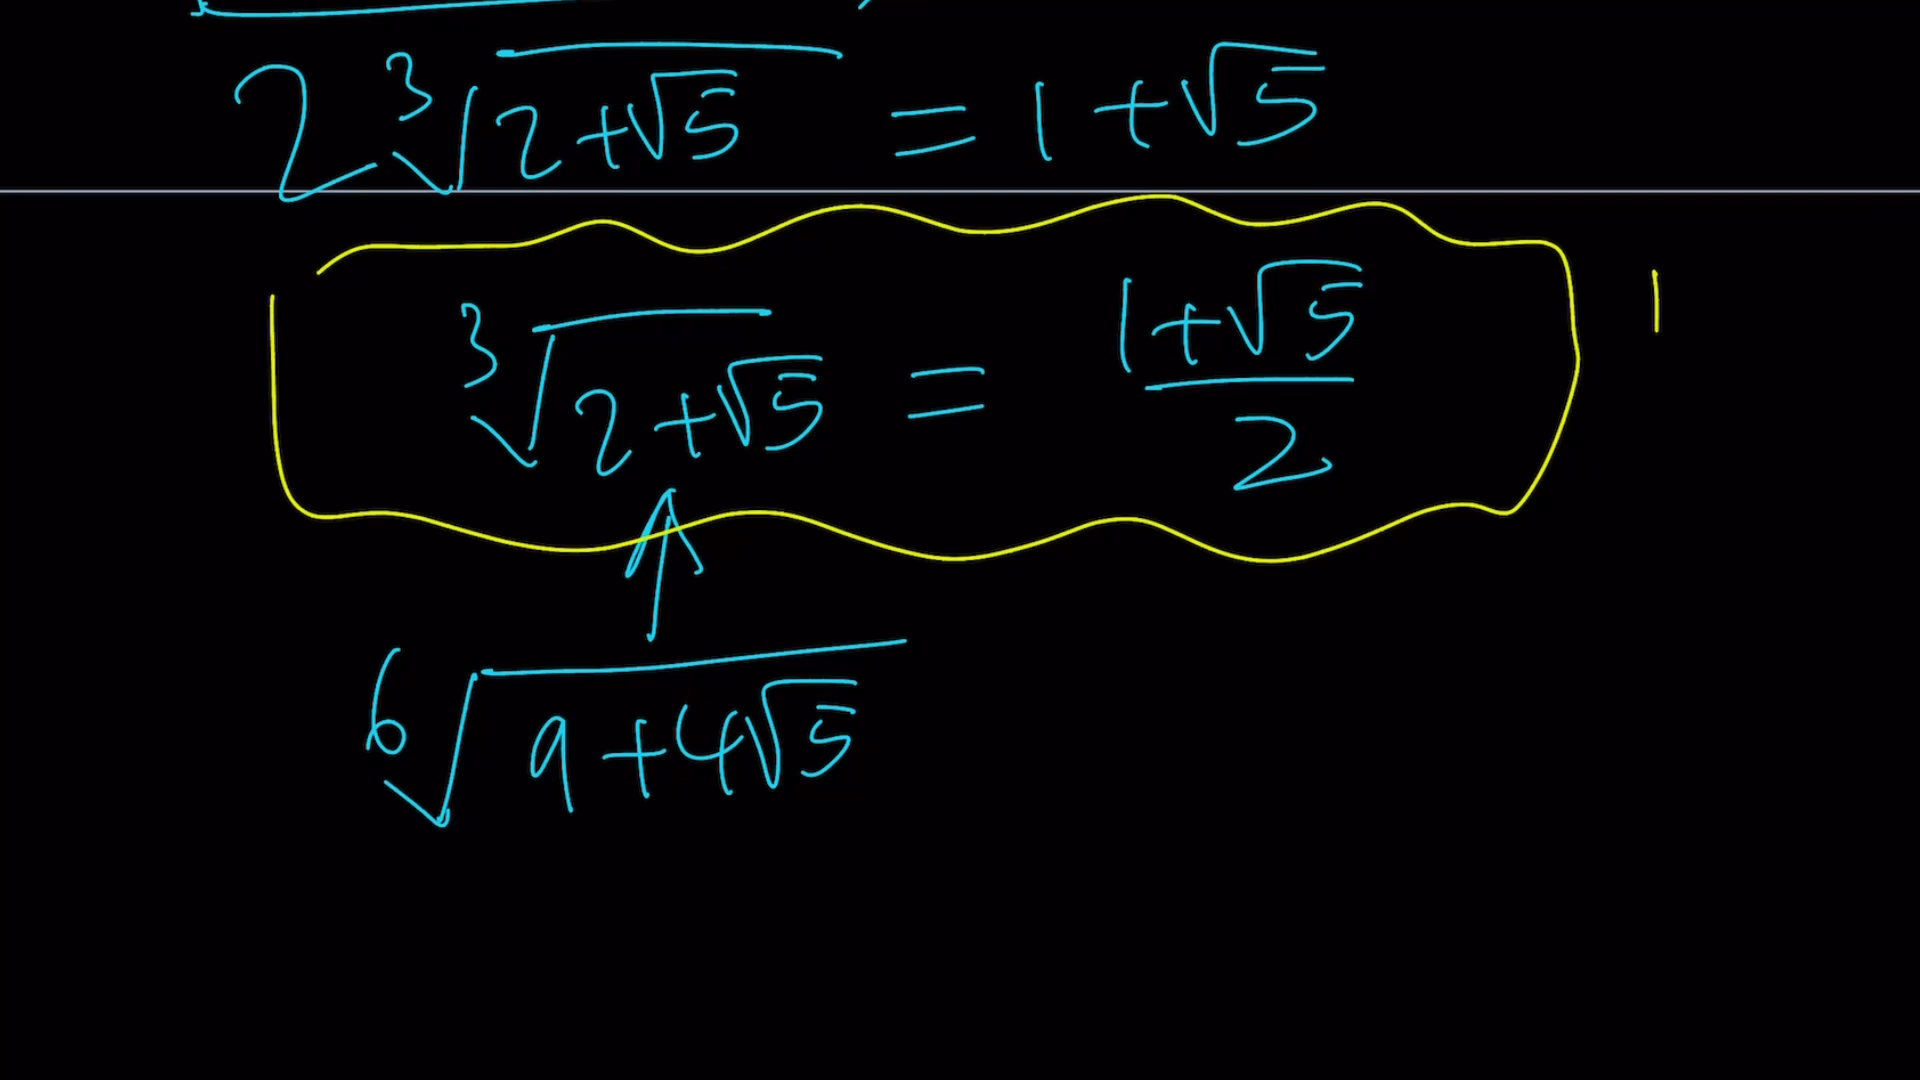 2∛(2+√5) = 1+√5
∛(2+√5) = (1+√5)/2
⁶√(9+4√5)